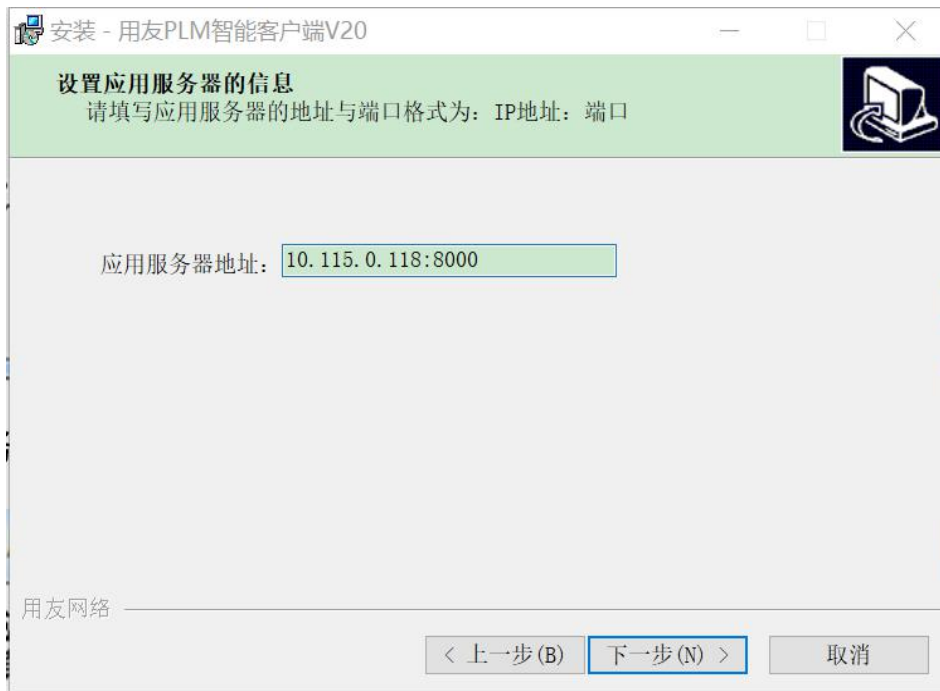 安装 - 用友PLM智能客户端V20
设置应用服务器的信息
请填写应用服务器的地址与端口格式为：IP地址：端口
应用服务器地址：10.115.0.118:8000
用友网络
< 上一步(B) 下一步(N) > 取消